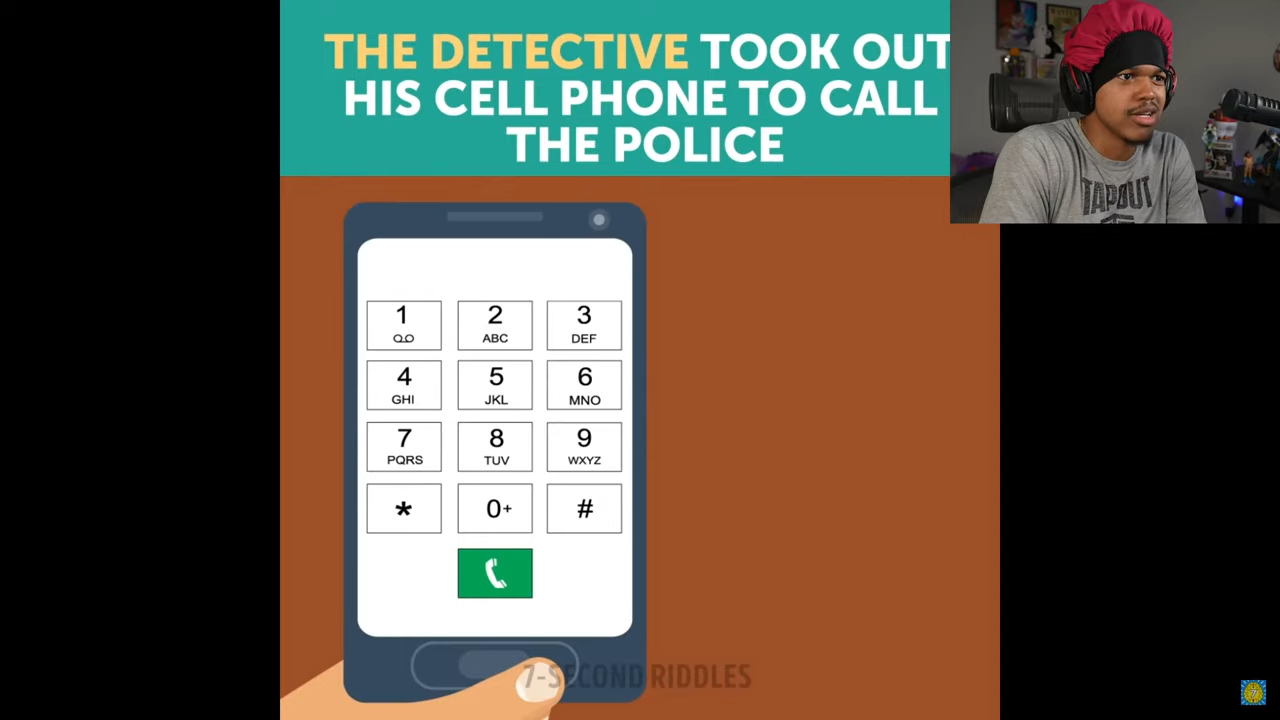 THE DETECTIVE TOOK OUT
HIS CELL PHONE TO CALL
THE POLICE
TAPOUT
1 2 3
ABC DEF
4 5 6
GHI JKL MNO
7 8 9
PQRS TUV WXYZ
* 0+ #
7-SECOND RIDDLES
7